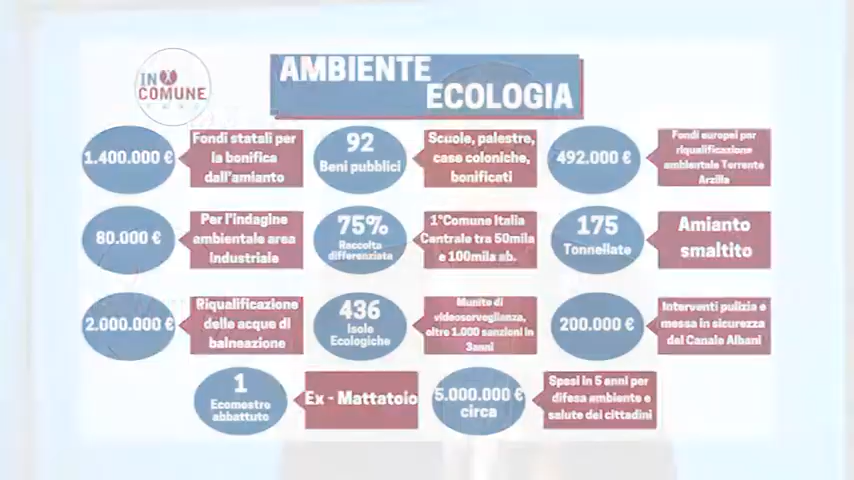 IN
COMUNE
AMBIENTE
ECOLOGIA
1.400.000 €
Fondi statali per
la bonifica
dall'amianto
92
Beni pubblici
Scuole, palestre,
case coloniche,
bonificati
492.000 €
Fondi europei per
riqualificazione
ambientale Torrente
Arzilla
80.000 €
Per l'indagine
ambientale area
Industriale
75%
Raccolta
differenziata
1°Comune Italia
Centrale tra 50mila
e 100mila ab.
175
Tonnellate
Amianto
smaltito
2.000.000 €
Riqualificazione
delle acque di
balneazione
436
Isole
Ecologiche
Munite di
videosorveglianza,
oltre 1.000 sanzioni in
3anni
200.000 €
Interventi pulizia e
messa in sicurezza
del Canale Albani
1
Ecomostro
abbattuto
Ex - Mattatoio
5.000.000 €
circa
Spesi in 5 anni per
difesa ambiente e
salute dei cittadini